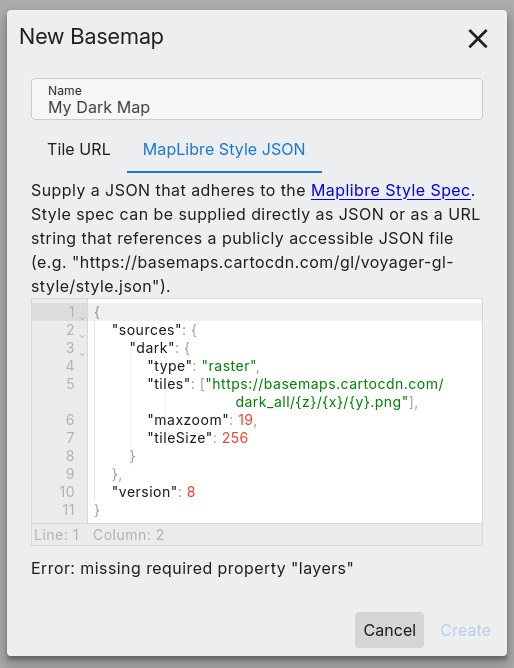 New Basemap
Name
My Dark Map
Tile URL
MapLibre Style JSON
Supply a JSON that adheres to the Maplibre Style Spec.
Style spec can be supplied directly as JSON or as a URL
string that references a publicly accessible JSON file
(e.g. "https://basemaps.cartocdn.com/gl/voyager-gl-
style/style.json").
1 {
2 "sources": {
3 "dark": {
4 "type": "raster",
5 "tiles": ["https://basemaps.cartocdn.com/
dark_all/{z}/{x}/{y}.png"],
6 "maxzoom": 19,
7 "tileSize": 256
8 }
9 },
10 "version": 8
11 }
Line: 1 Column: 2
Error: missing required property "layers"
Cancel
Create